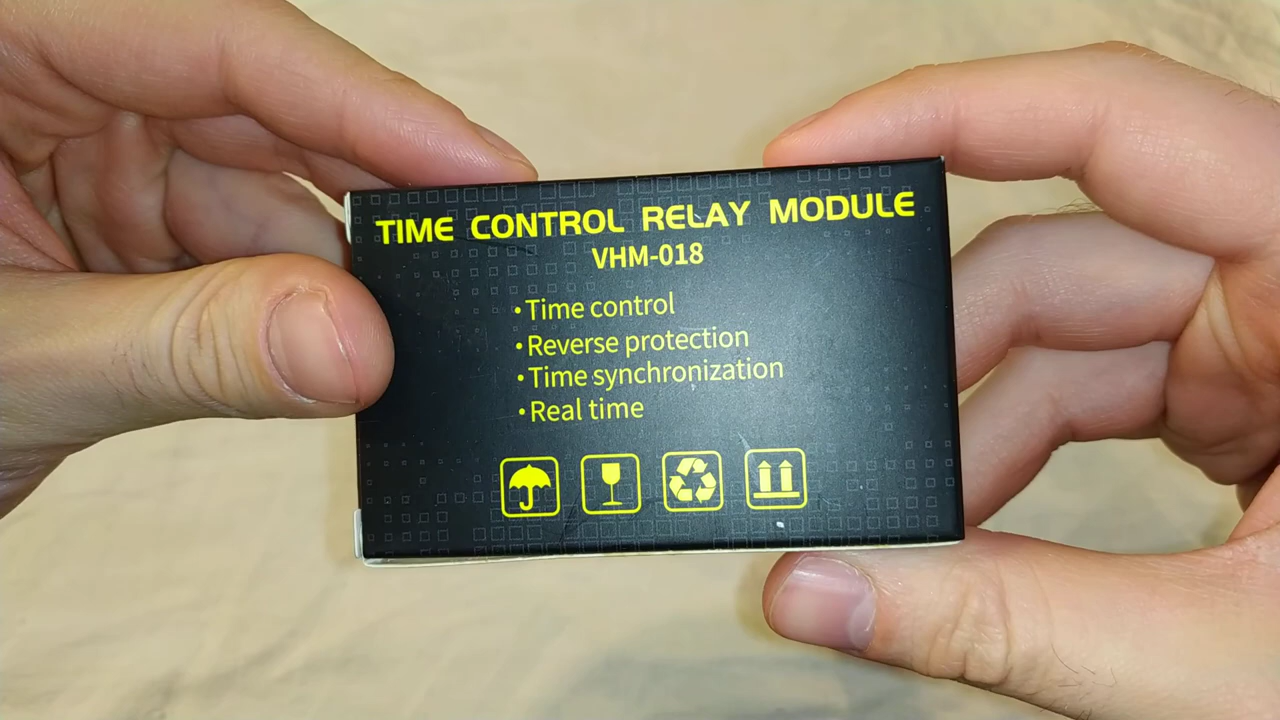 TIME CONTROL RELAY MODULE
VHM-018
•Time control
•Reverse protection
•Time synchronization
•Real time